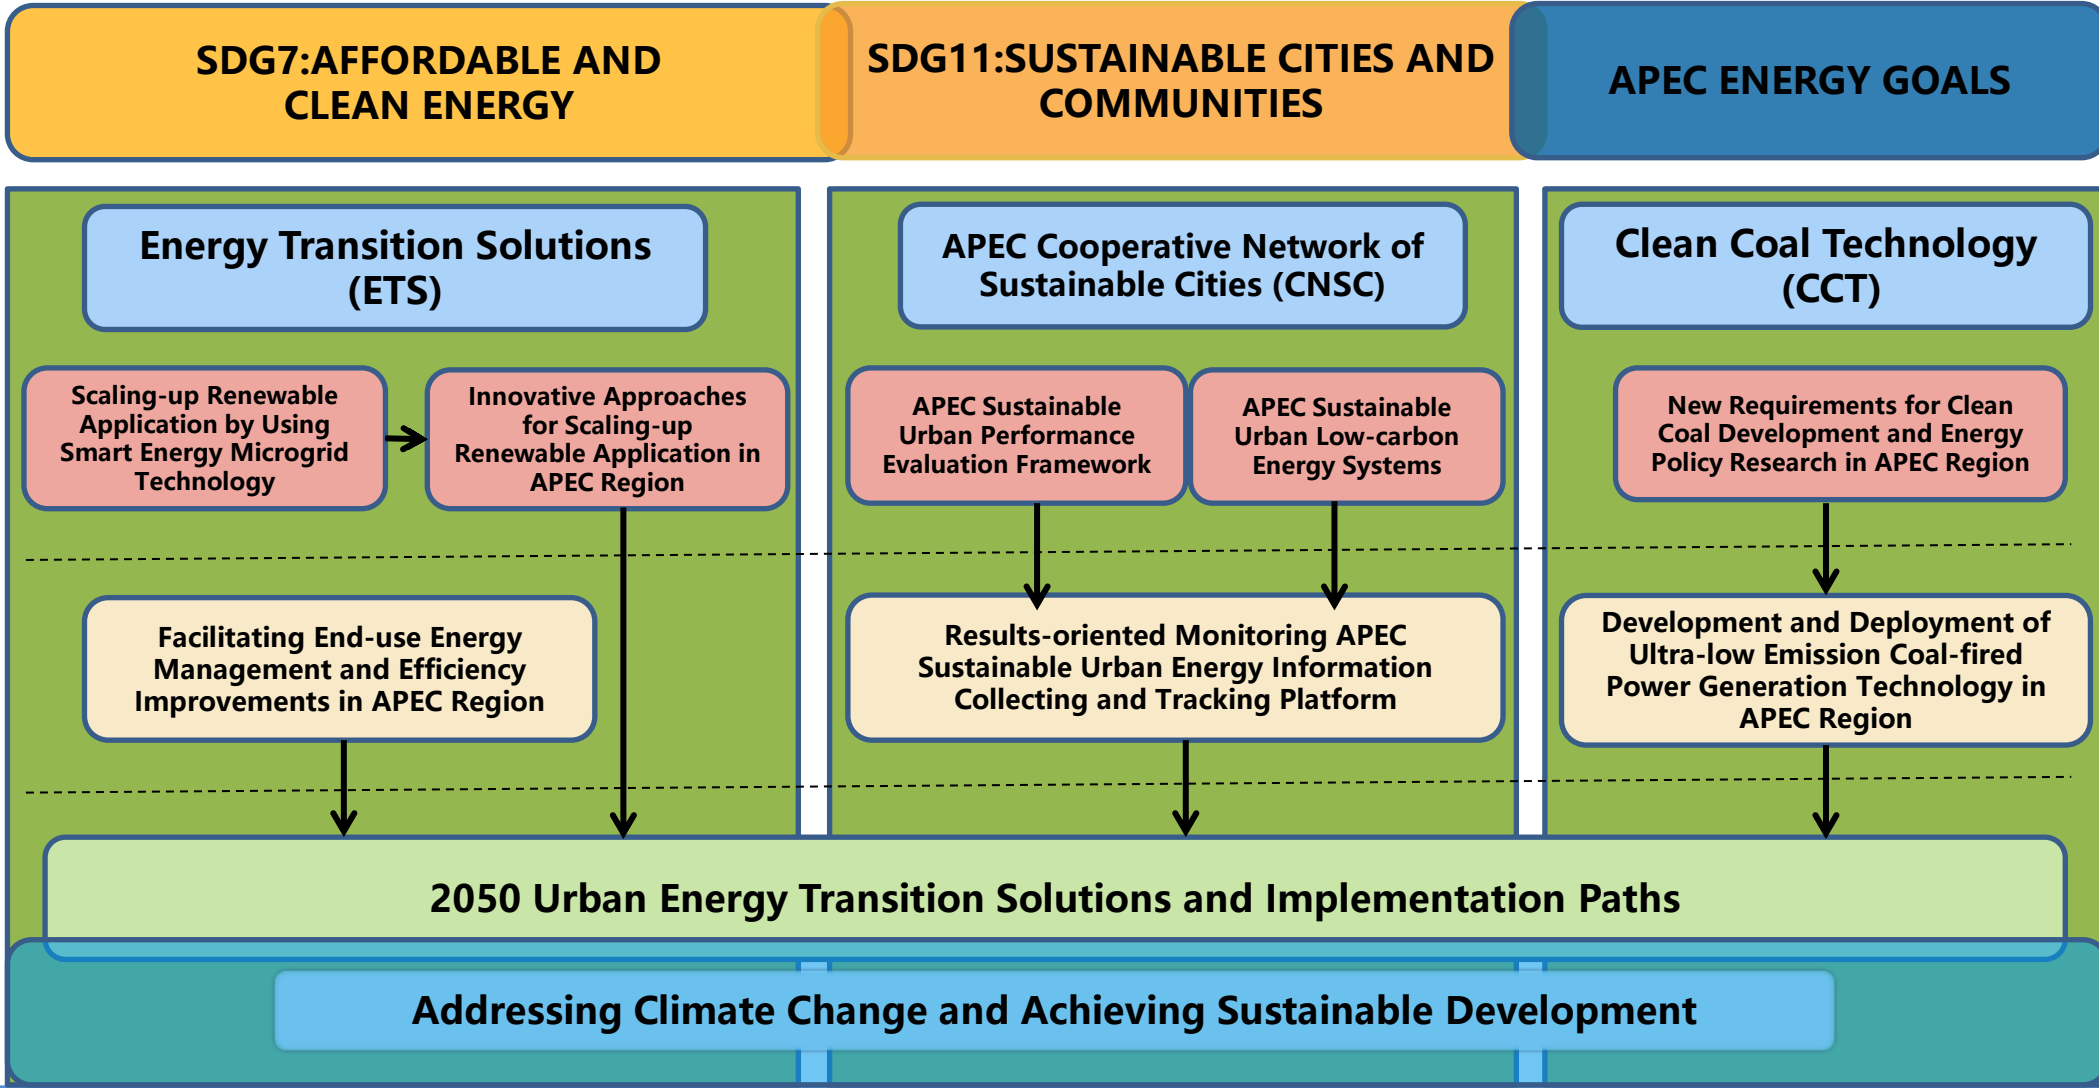 SDG7:AFFORDABLE AND
CLEAN ENERGY
SDG11:SUSTAINABLE CITIES AND
COMMUNITIES
APEC ENERGY GOALS
Energy Transition Solutions
(ETS)
APEC Cooperative Network of
Sustainable Cities (CNSC)
Clean Coal Technology
(CCT)
Scaling-up Renewable
Application by Using
Smart Energy Microgrid
Technology
Innovative Approaches
for Scaling-up
Renewable Application in
APEC Region
APEC Sustainable
Urban Performance
Evaluation Framework
APEC Sustainable
Urban Low-carbon
Energy Systems
New Requirements for Clean
Coal Development and Energy
Policy Research in APEC Region
Facilitating End-use Energy
Management and Efficiency
Improvements in APEC Region
Results-oriented Monitoring APEC
Sustainable Urban Energy Information
Collecting and Tracking Platform
Development and Deployment of
Ultra-low Emission Coal-fired
Power Generation Technology in
APEC Region
2050 Urban Energy Transition Solutions and Implementation Paths
Addressing Climate Change and Achieving Sustainable Development